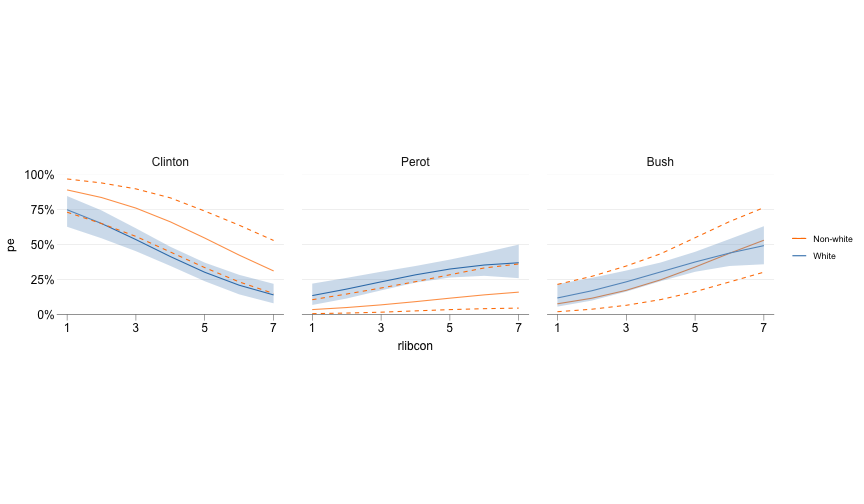 Clinton Perot Bush
100%
75%
50%
25%
0%
pe
1 3 5 7 1 3 5 7 1 3 5 7
rlibcon
Non-white
White